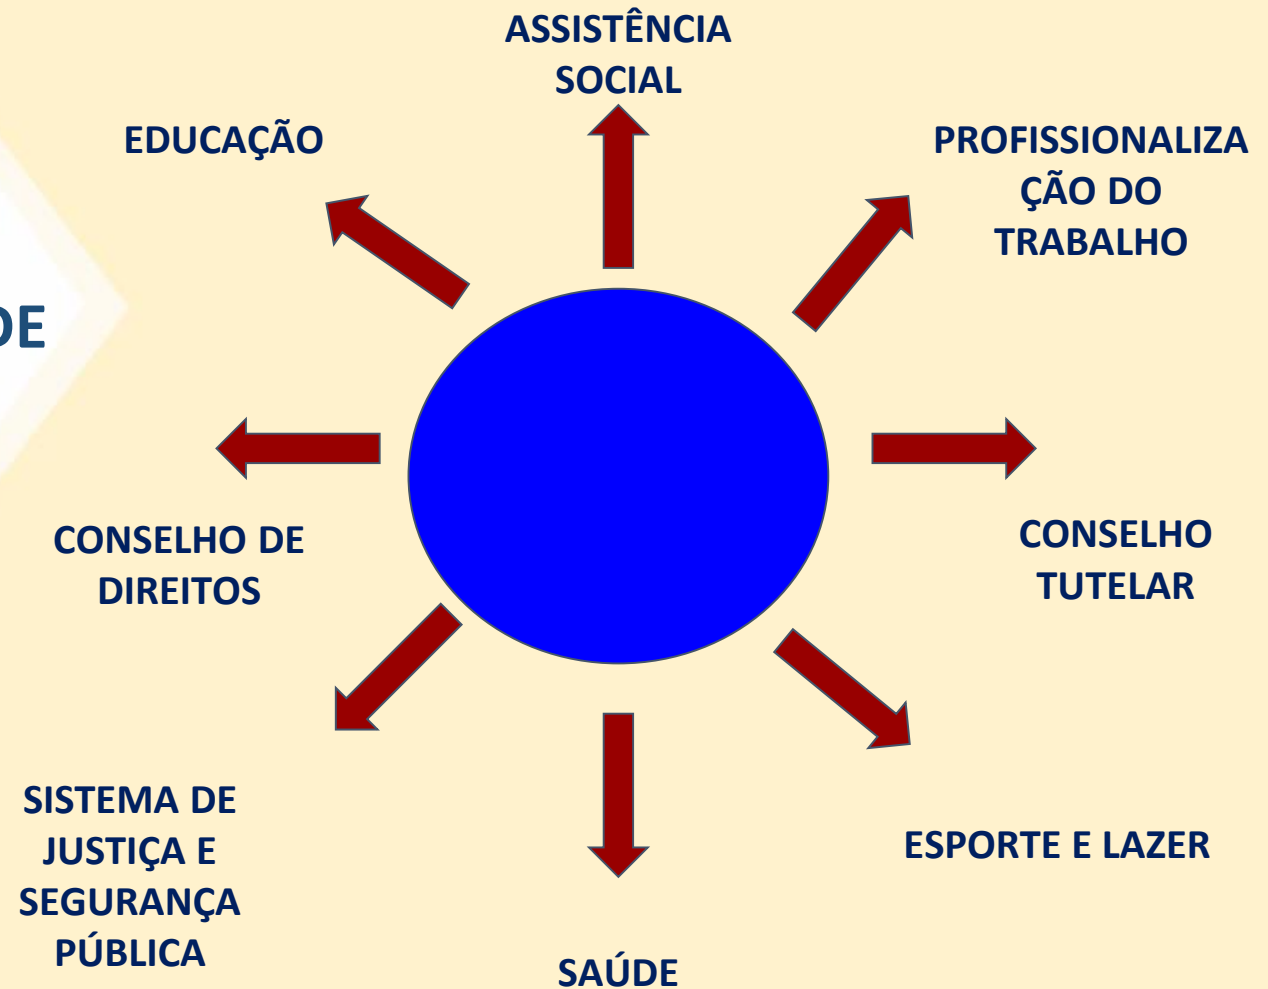 ASSISTÊNCIA
SOCIAL
EDUCAÇÃO
PROFISSIONALIZA
ÇÃO DO
TRABALHO
CONSELHO DE
DIREITOS
CONSELHO
TUTELAR
SISTEMA DE
JUSTIÇA E
SEGURANÇA
PÚBLICA
ESPORTE E LAZER
SAÚDE